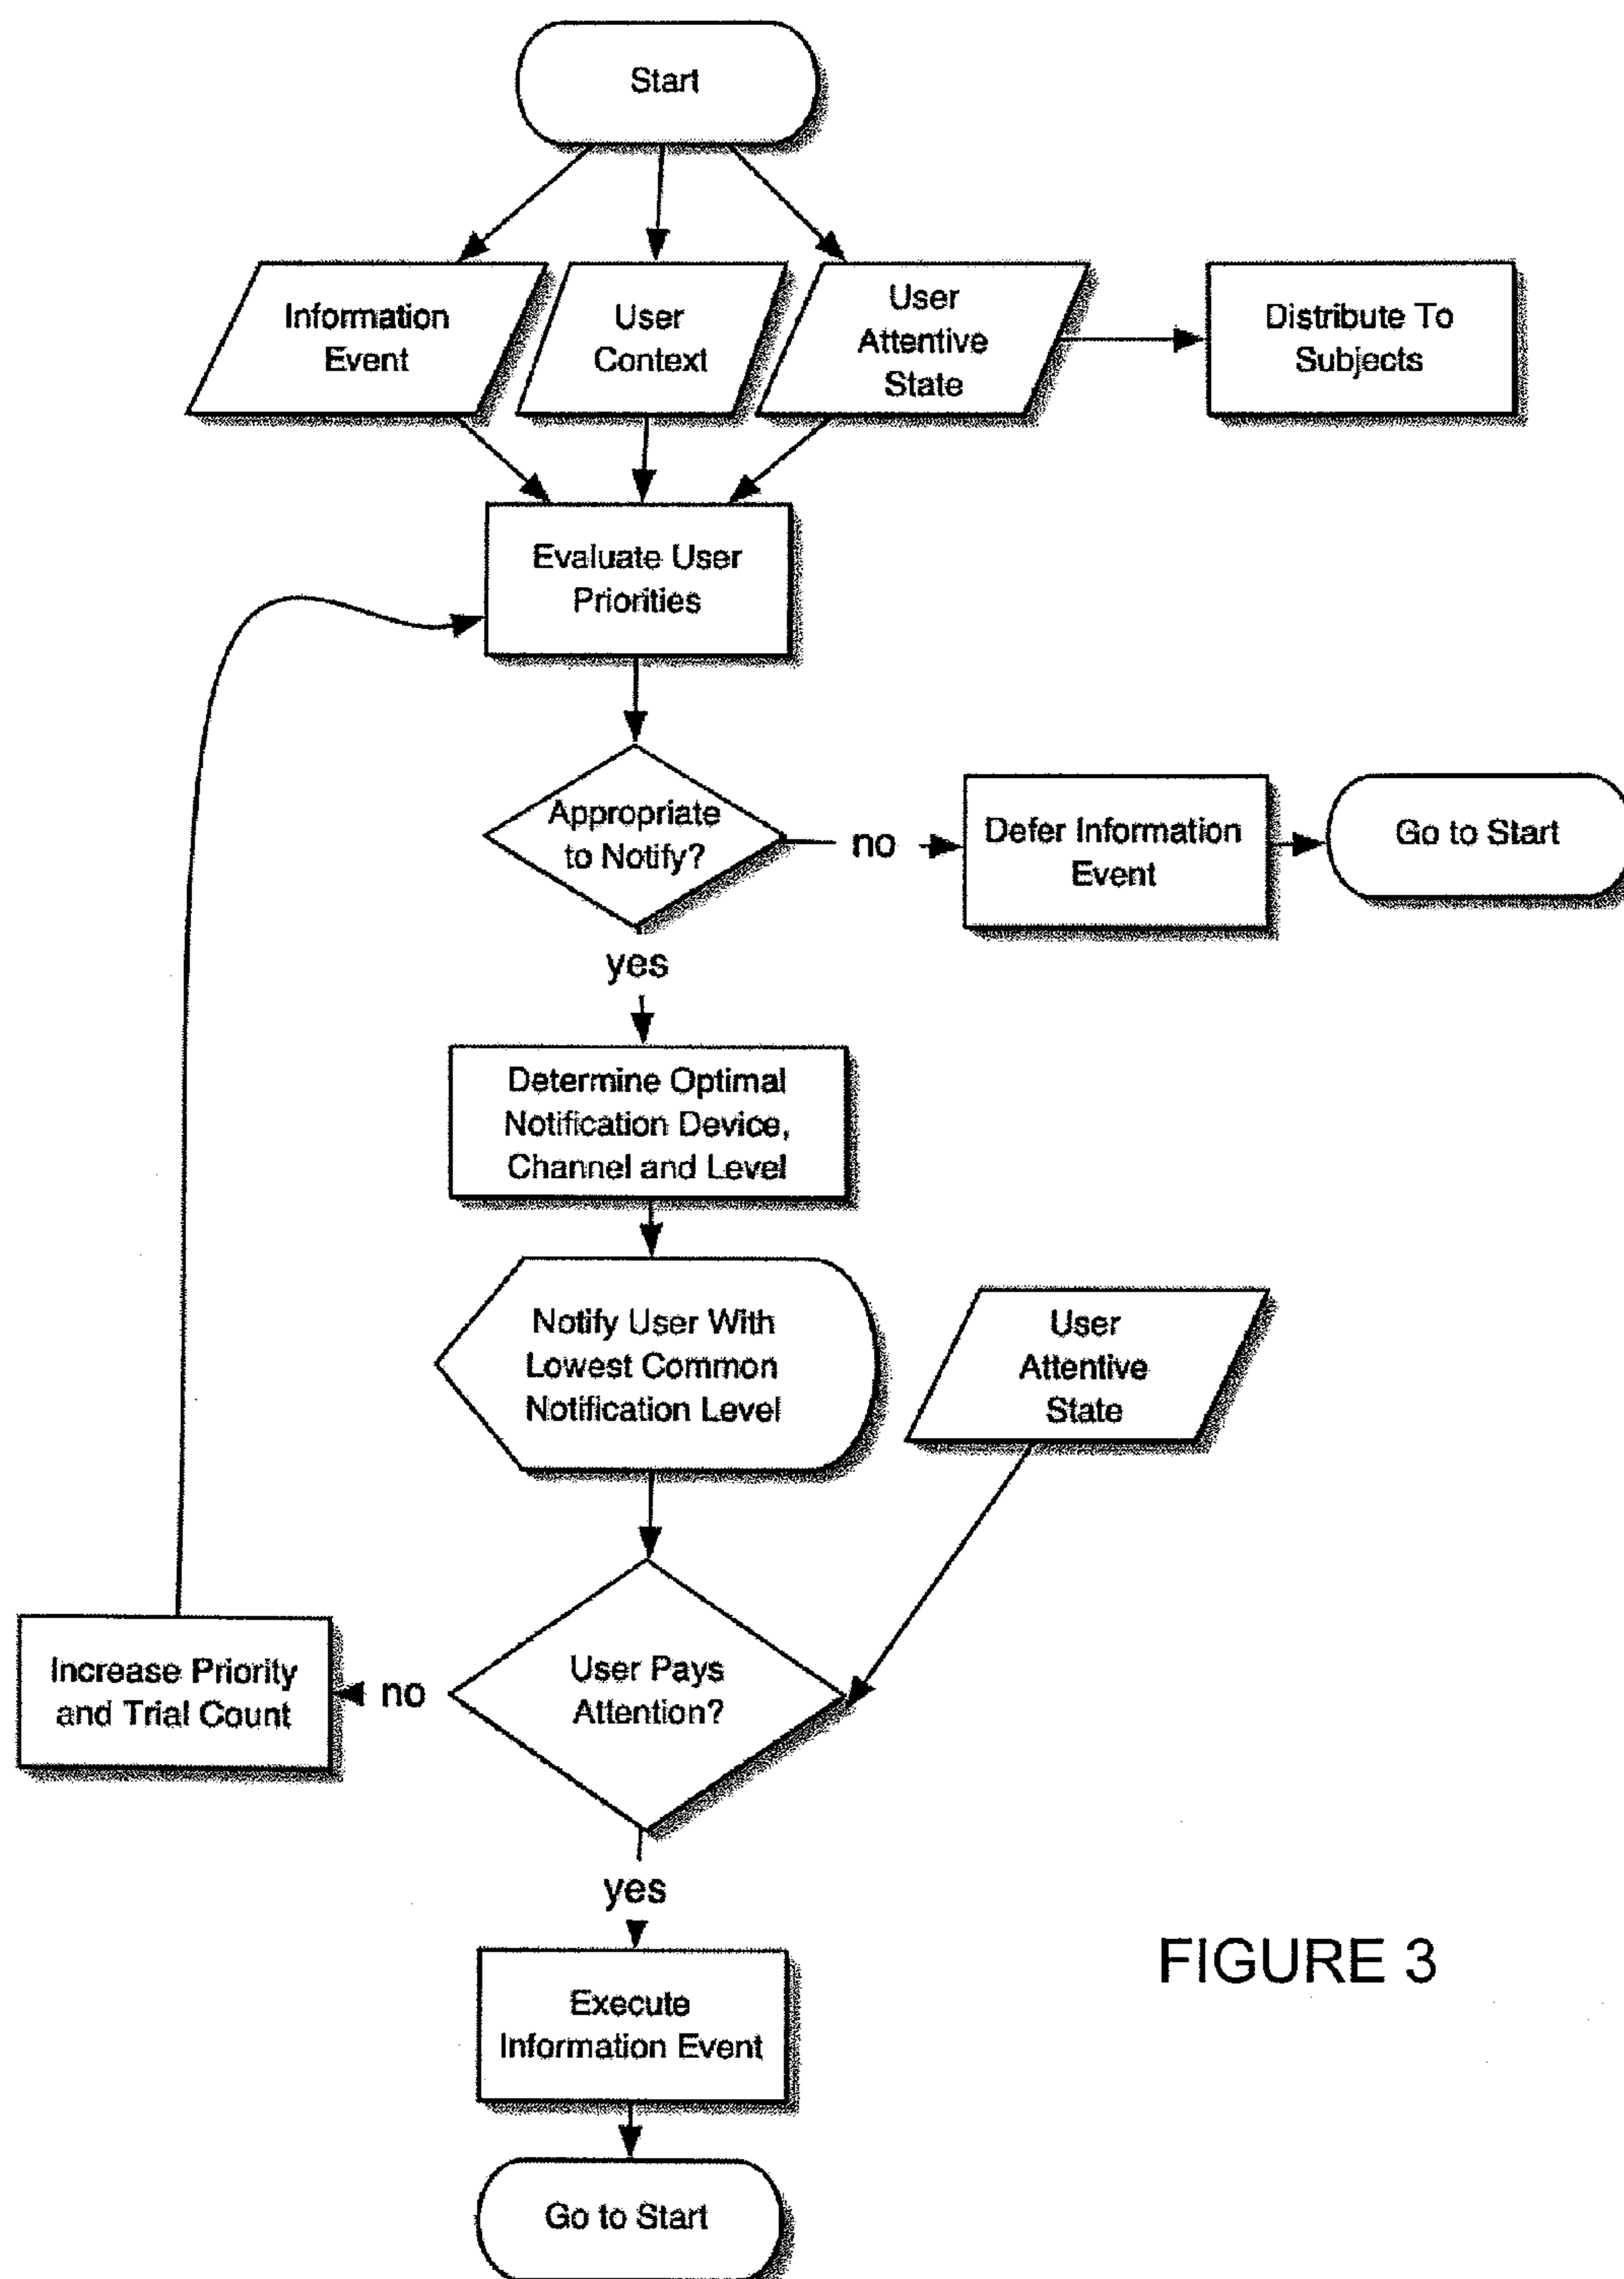 Start
Information
Event
User
Context
User
Attentive
State
Distribute To
Subjects
Evaluate User
Priorities
Appropriate
to Notify?
no
Defer Information
Event
Go to Start
yes
Determine Optimal
Notification Device,
Channel and Level
Notify User With
Lowest Common
Notification Level
User
Attentive
State
User Pays
Attention?
no
Increase Priority
and Trial Count
yes
Execute
Information Event
Go to Start
FIGURE 3